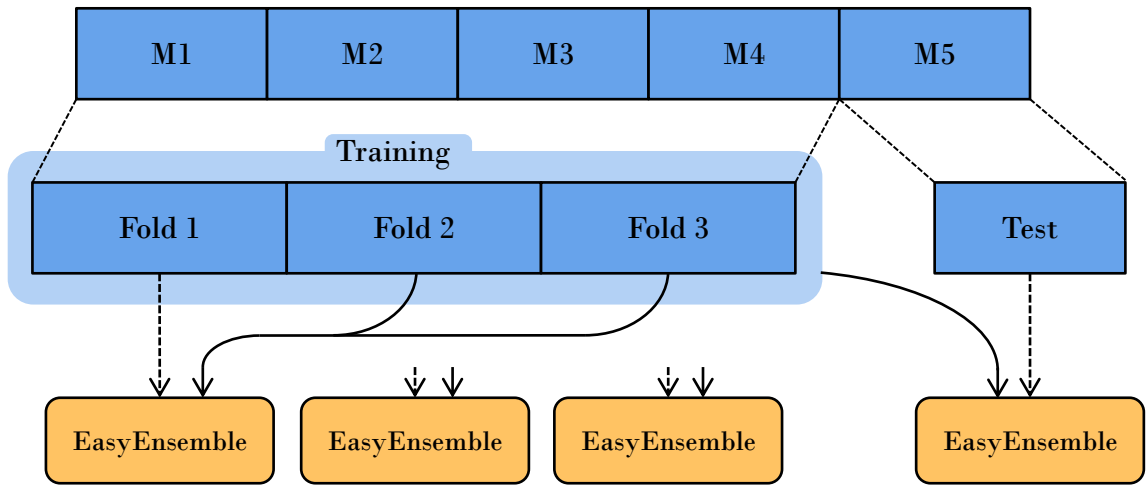 M1 M2 M3 M4 M5
Training
Fold 1 Fold 2 Fold 3 Test
EasyEnsemble EasyEnsemble EasyEnsemble EasyEnsemble